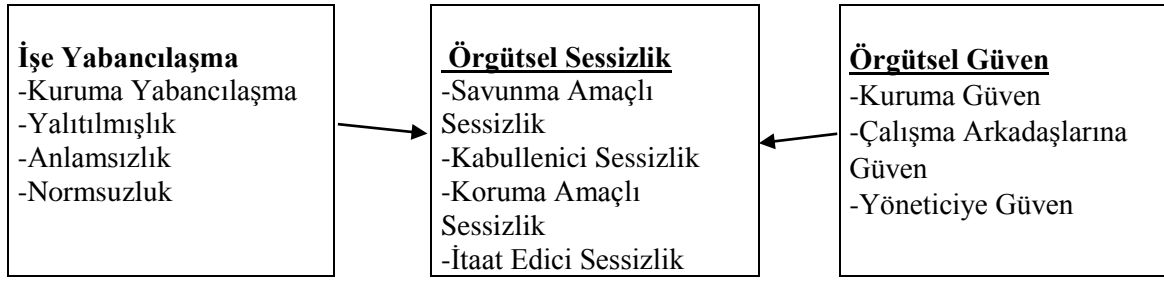 İşe Yabancılaşma
-Kuruma Yabancılaşma
-Yalıtılmışlık
-Anlamsızlık
-Normsuzluk
Örgütsel Sessizlik
-Savunma Amaçlı
Sessizlik
-Kabullenici Sessizlik
-Koruma Amaçlı
Sessizlik
-İtaat Edici Sessizlik
Örgütsel Güven
-Kuruma Güven
-Çalışma Arkadaşlarına
Güven
-Yöneticiye Güven